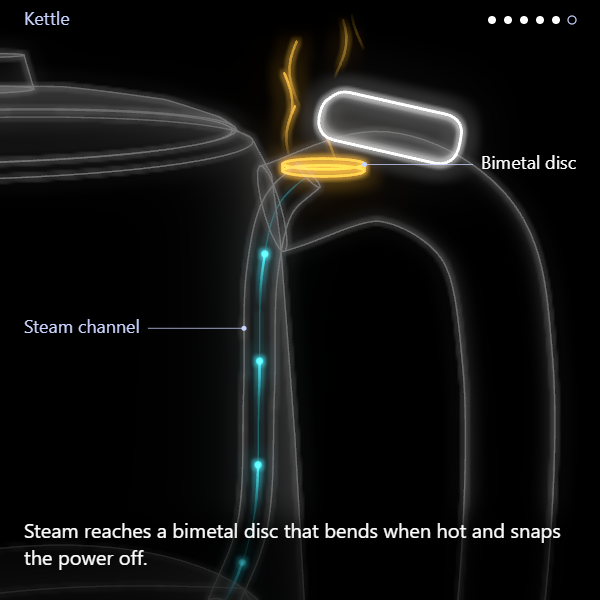 Kettle
Bimetal disc
Steam channel
Steam reaches a bimetal disc that bends when hot and snaps
the power off.